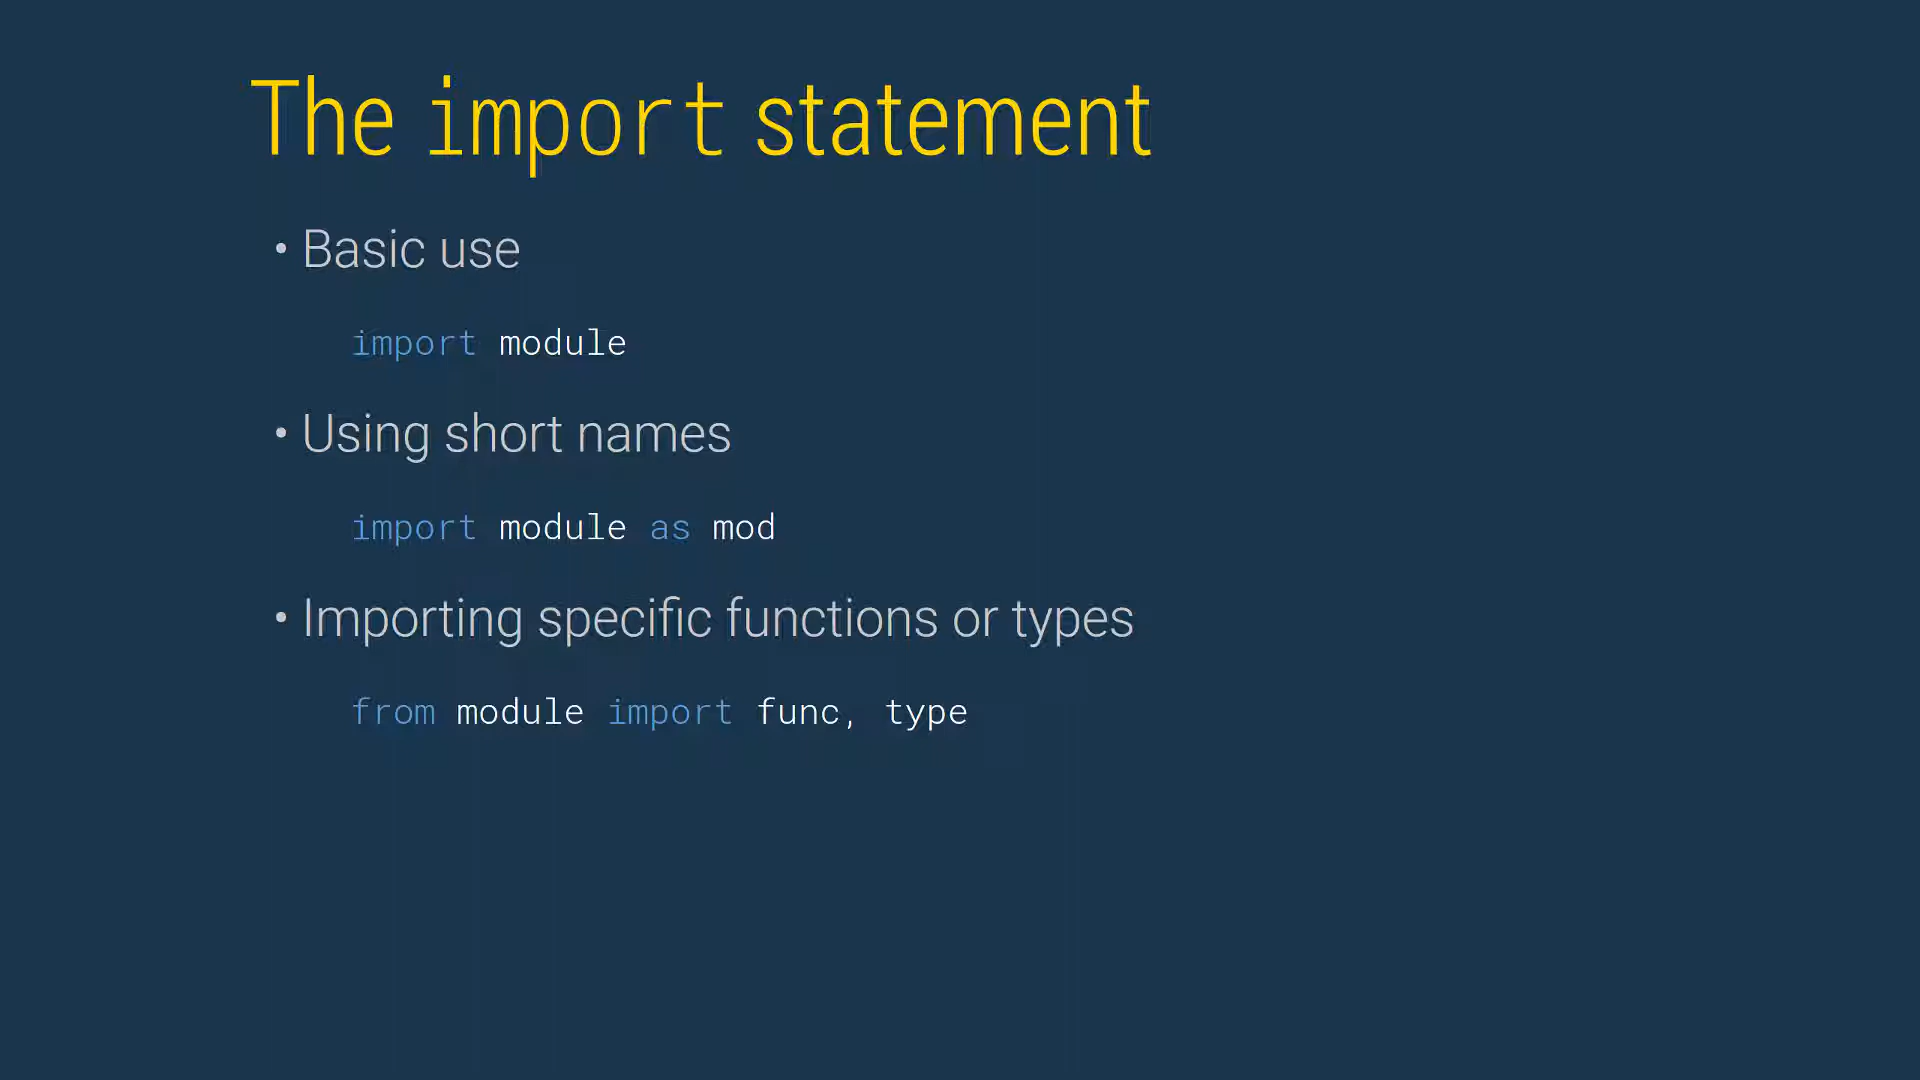 The import statement
• Basic use
import module
• Using short names
import module as mod
• Importing specific functions or types
from module import func, type